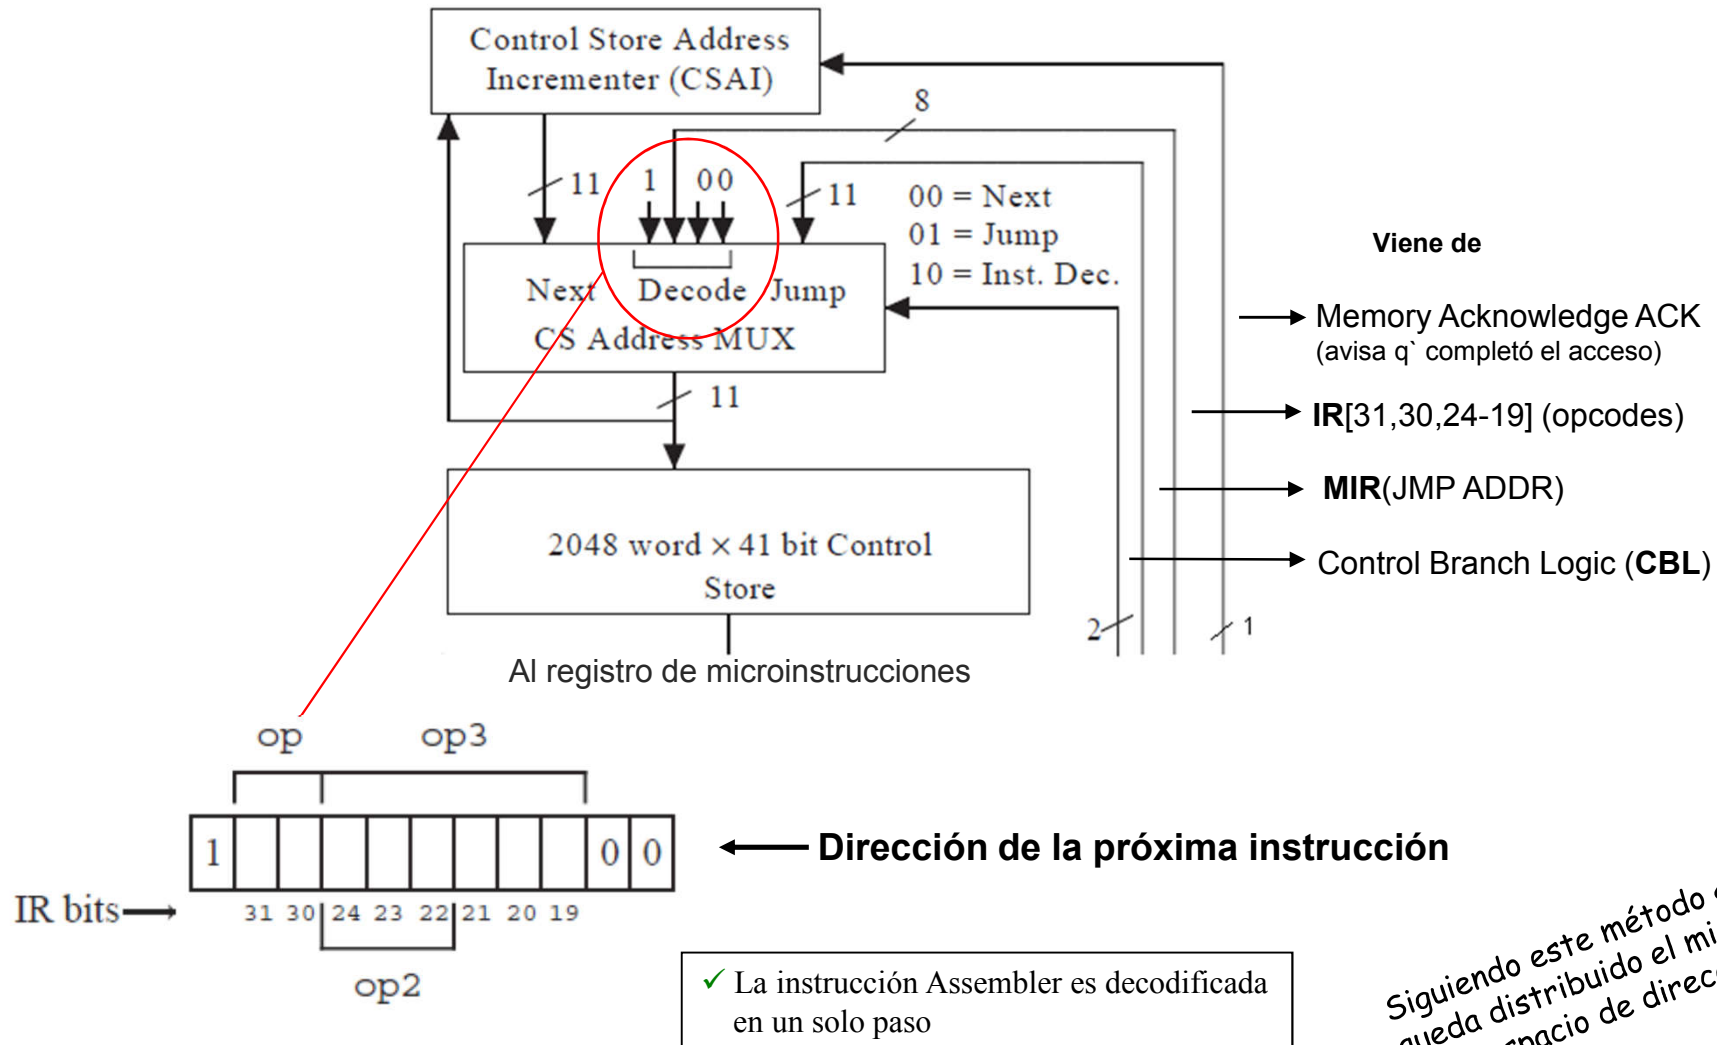 Control Store Address
Incrementer (CSAI)
8
11
1
00
11
00 = Next
01 = Jump
10 = Inst. Dec.
Next Decode Jump
CS Address MUX
11
2048 word × 41 bit Control
Store
2
1
Al registro de microinstrucciones
Viene de
Memory Acknowledge ACK
(avisa q` completó el acceso)
IR[31,30,24-19] (opcodes)
MIR(JMP ADDR)
Control Branch Logic (CBL)
op
op3
1
0 0
Dirección de la próxima instrucción
IR bits
31 30 24 23 22 21 20 19
op2
✓ La instrucción Assembler es decodificada
en un solo paso
Siguiendo este método
distribuido el
de